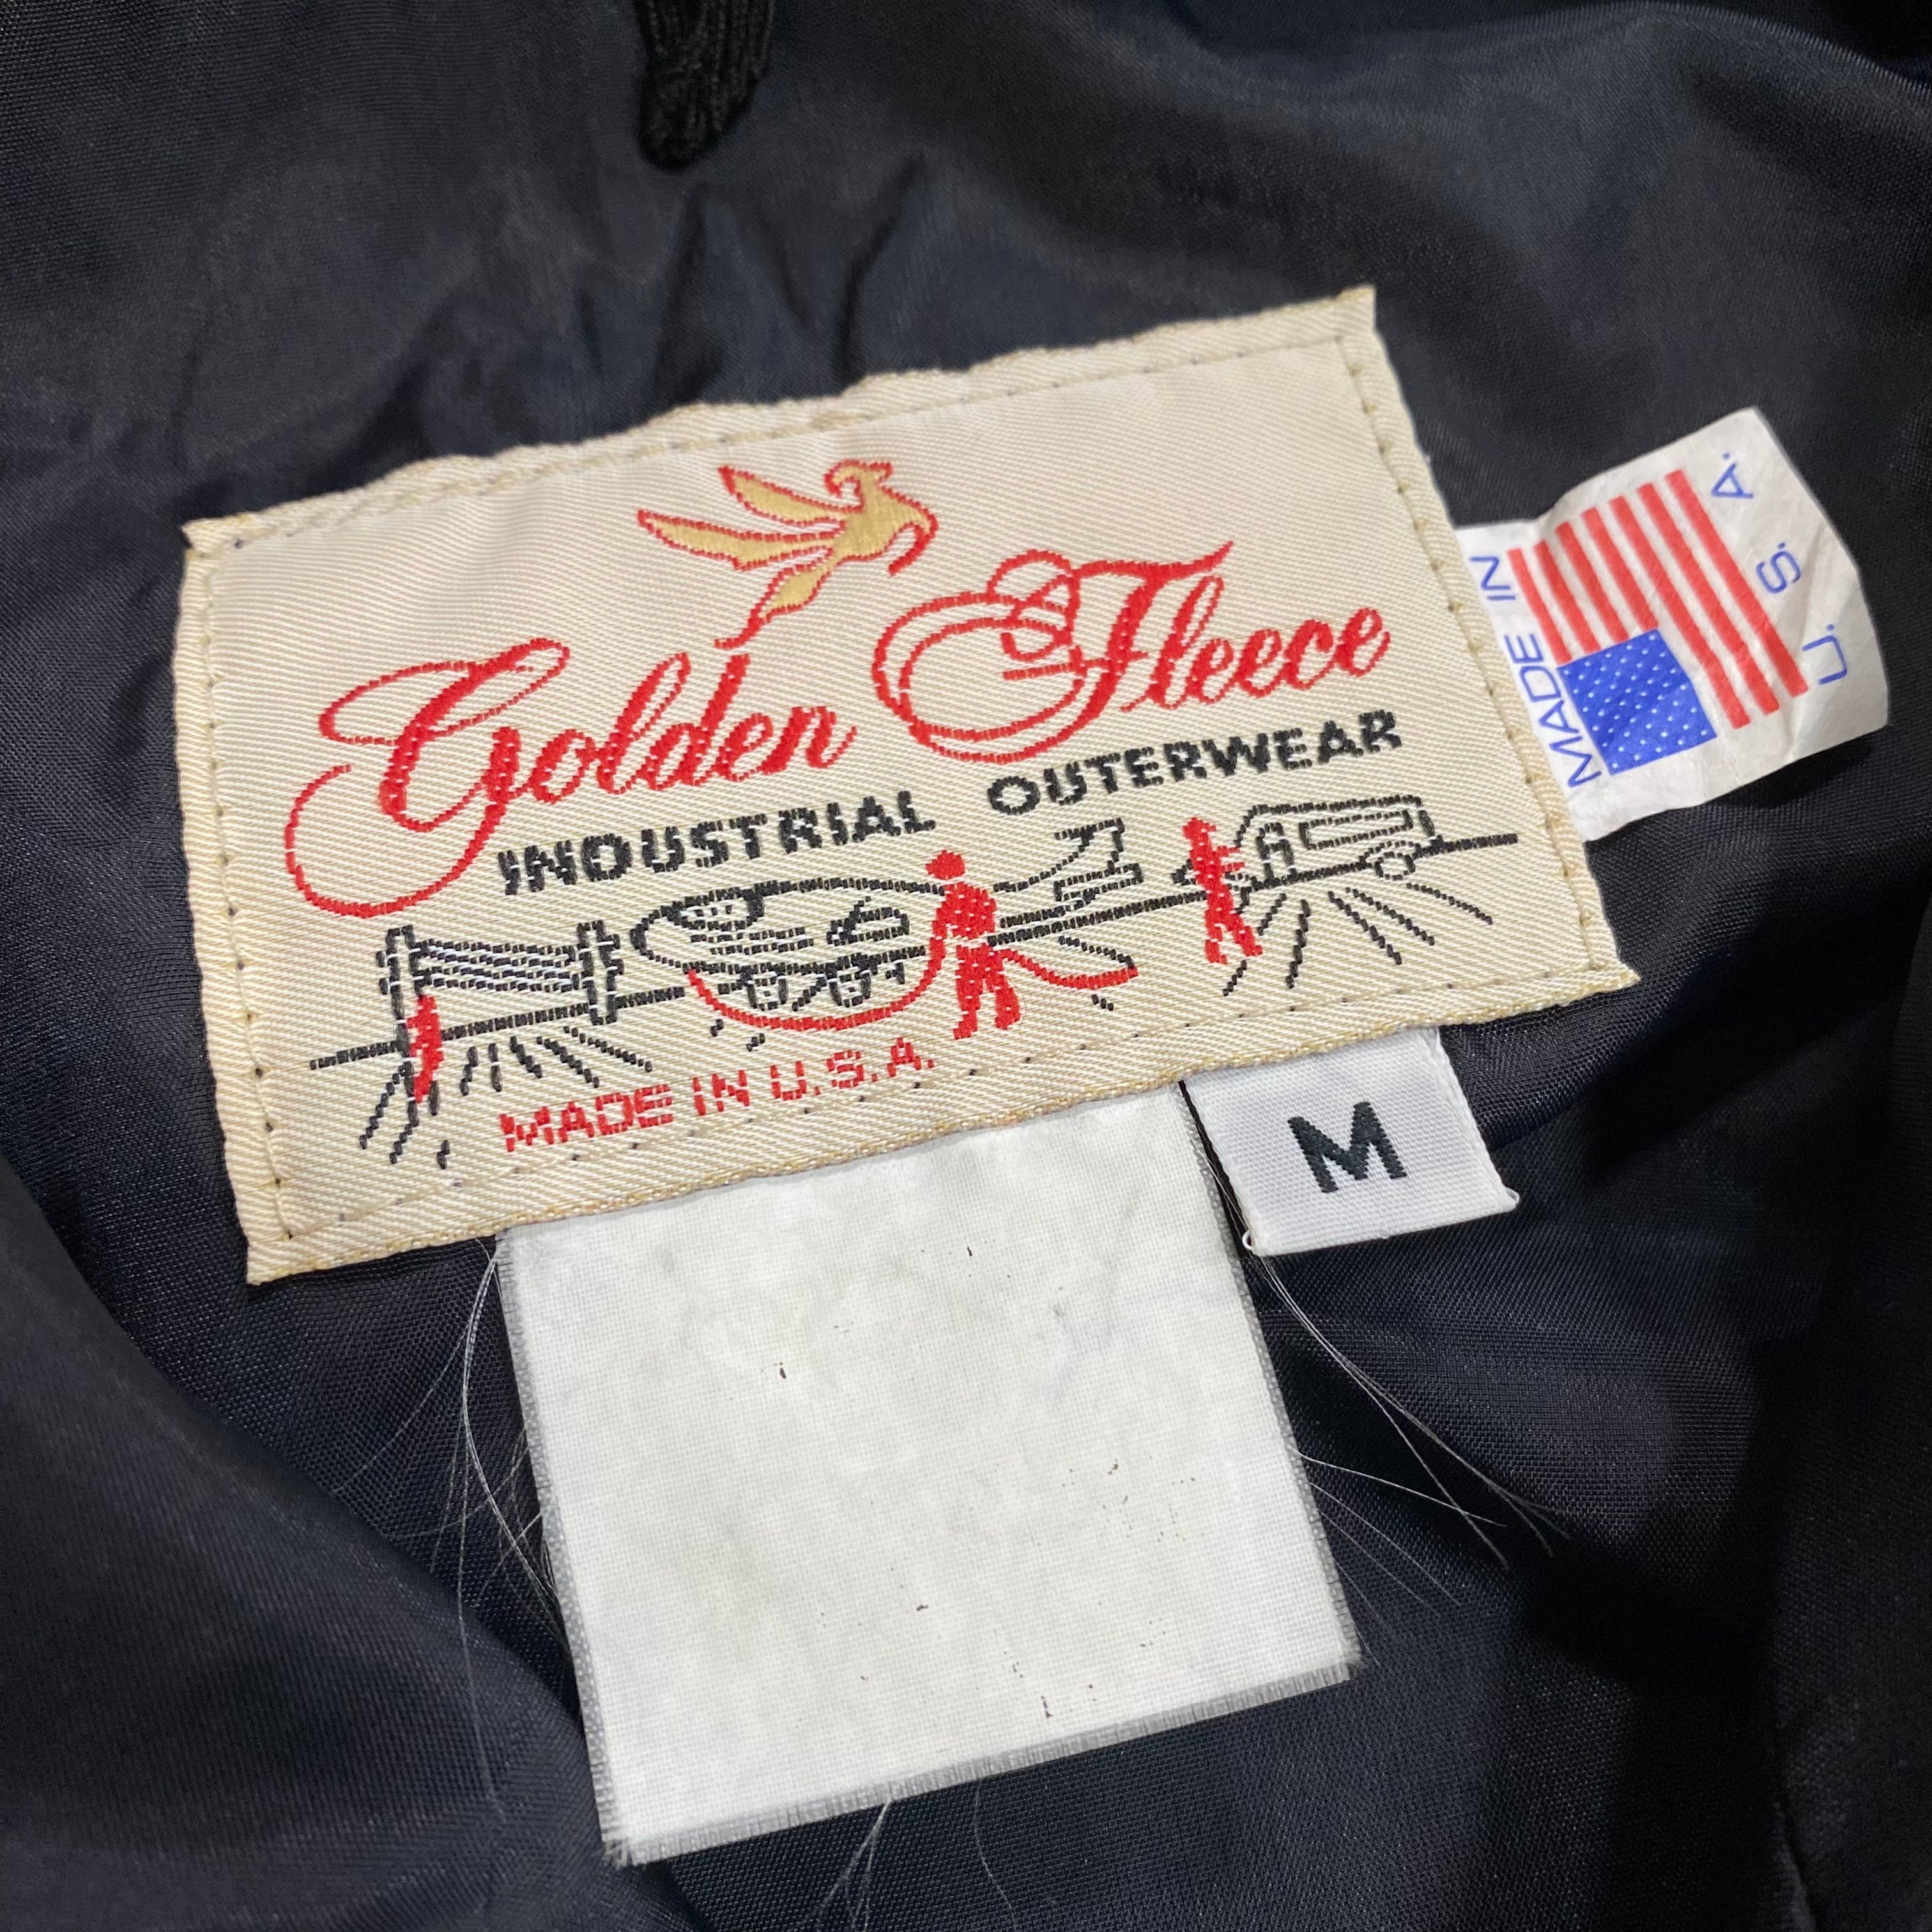 Golden Fleece
INDUSTRIAL OUTERWEAR
MADE IN U.S.A.
MADE IN
U. S. A.
M